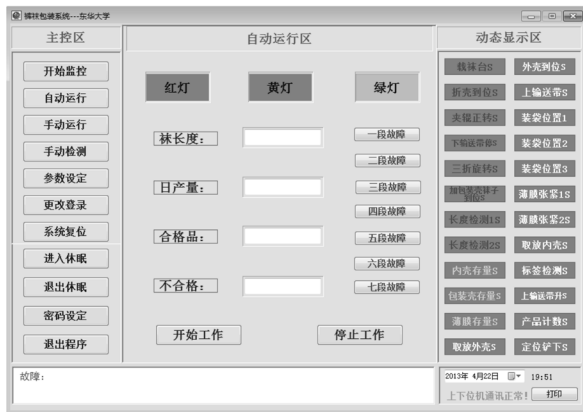 裤袜包装系统---东华大学
主控区
开始监控
自动运行
手动运行
手动检测
参数设定
更改登录
系统复位
进入休眠
退出休眠
密码设定
退出程序
自动运行区
红灯 黄灯 绿灯
袜长度:
日产量:
合格品:
不合格:
一段故障
二段故障
三段故障
四段故障
五段故障
六段故障
七段故障
开始工作 停止工作
动态显示区
载袜台S 外壳到位S
折壳到位S 上输送带S
夹辊正转S 装袋位置1
下输送带修S 装袋位置2
三折旋转S 装袋位置3
薄膜张紧1S
长度检测1S 薄膜张紧2S
长度检测2S 取放内壳S
内壳存量S 标签检测S
包装壳存量S 上输送带升S
薄膜存量S 产品计数S
取放外壳S 定位铲下S
故障:
2013年 4月22日 19:51
上下位机通讯正常! 打印